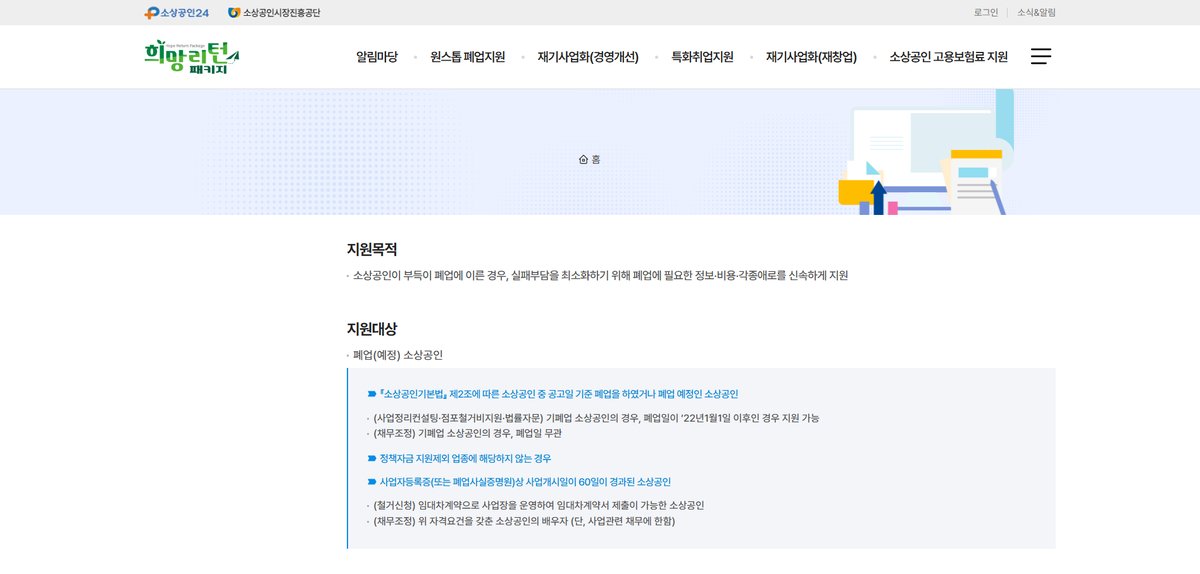 소상공인24
소상공인시장진흥공단
로그인
소식&알림
희망리턴
Hope Return Package
패키지
알림마당
원스톱 폐업지원
재기사업화(경영개선)
특화취업지원
재기사업화(재창업)
소상공인 고용보험료 지원
홈
지원목적
· 소상공인이 부득이 폐업에 이른 경우, 실패부담을 최소화하기 위해 폐업에 필요한 정보·비용·각종애로를 신속하게 지원
지원대상
· 폐업(예정) 소상공인
『소상공인기본법』 제2조에 따른 소상공인 중 공고일 기준 폐업을 하였거나 폐업 예정인 소상공인
· (사업정리컨설팅·점포철거비지원·법률자문) 기폐업 소상공인의 경우, 폐업일이 '22년1월1일 이후인 경우 지원 가능
· (채무조정) 기폐업 소상공인의 경우, 폐업일 무관
정책자금 지원제외 업종에 해당하지 않는 경우
사업자등록증(또는 폐업사실증명원)상 사업개시일이 60일이 경과된 소상공인
· (철거신청) 임대차계약으로 사업장을 운영하여 임대차계약서 제출이 가능한 소상공인
· (채무조정) 위 자격요건을 갖춘 소상공인의 배우자 (단, 사업관련 채무에 한함)